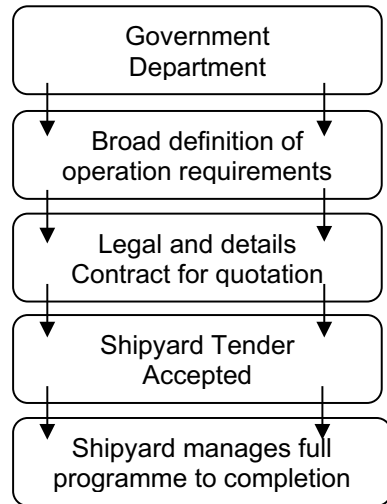 Government
Department
Broad definition of
operation requirements
Legal and details
Contract for quotation
Shipyard Tender
Accepted
Shipyard manages full
programme to completion